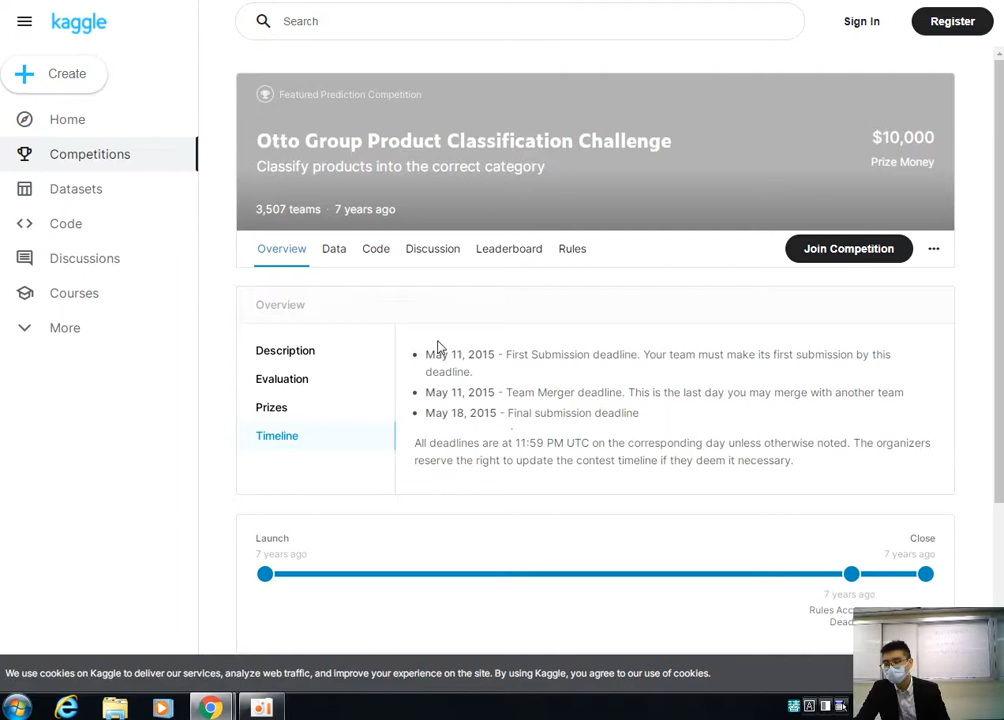 kaggle
Search
Sign In
Register
Create
Home
Competitions
Datasets
Code
Discussions
Courses
More
Featured Prediction Competition
Otto Group Product Classification Challenge
$10,000
Classify products into the correct category
Prize Money
3,507 teams · 7 years ago
Overview
Data
Code
Discussion
Leaderboard
Rules
Join Competition
Overview
Description
Evaluation
Prizes
Timeline
• May 11, 2015 - First Submission deadline. Your team must make its first submission by this
deadline.
• May 11, 2015 - Team Merger deadline. This is the last day you may merge with another team
• May 18, 2015 - Final submission deadline
All deadlines are at 11:59 PM UTC on the corresponding day unless otherwise noted. The organizers
reserve the right to update the contest timeline if they deem it necessary.
Launch
Close
7 years ago
7 years ago
7 years ago
Rules
We use cookies on Kaggle to deliver our services, analyze web traffic, and improve your experience on the site. By using Kaggle, you agree to our use of cookies.
A